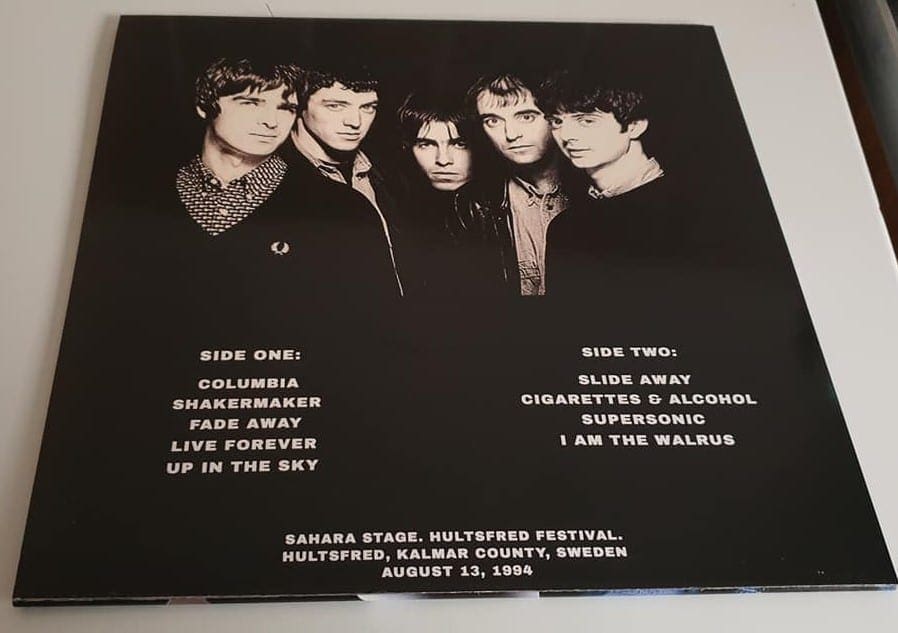 SIDE ONE:
COLUMBIA
SHAKERMAKER
FADE AWAY
LIVE FOREVER
UP IN THE SKY
SIDE TWO:
SLIDE AWAY
CIGARETTES & ALCOHOL
SUPERSONIC
I AM THE WALRUS
SAHARA STAGE. HULTSFRED FESTIVAL.
HULTSFRED, KALMAR COUNTY, SWEDEN
AUGUST 13, 1994